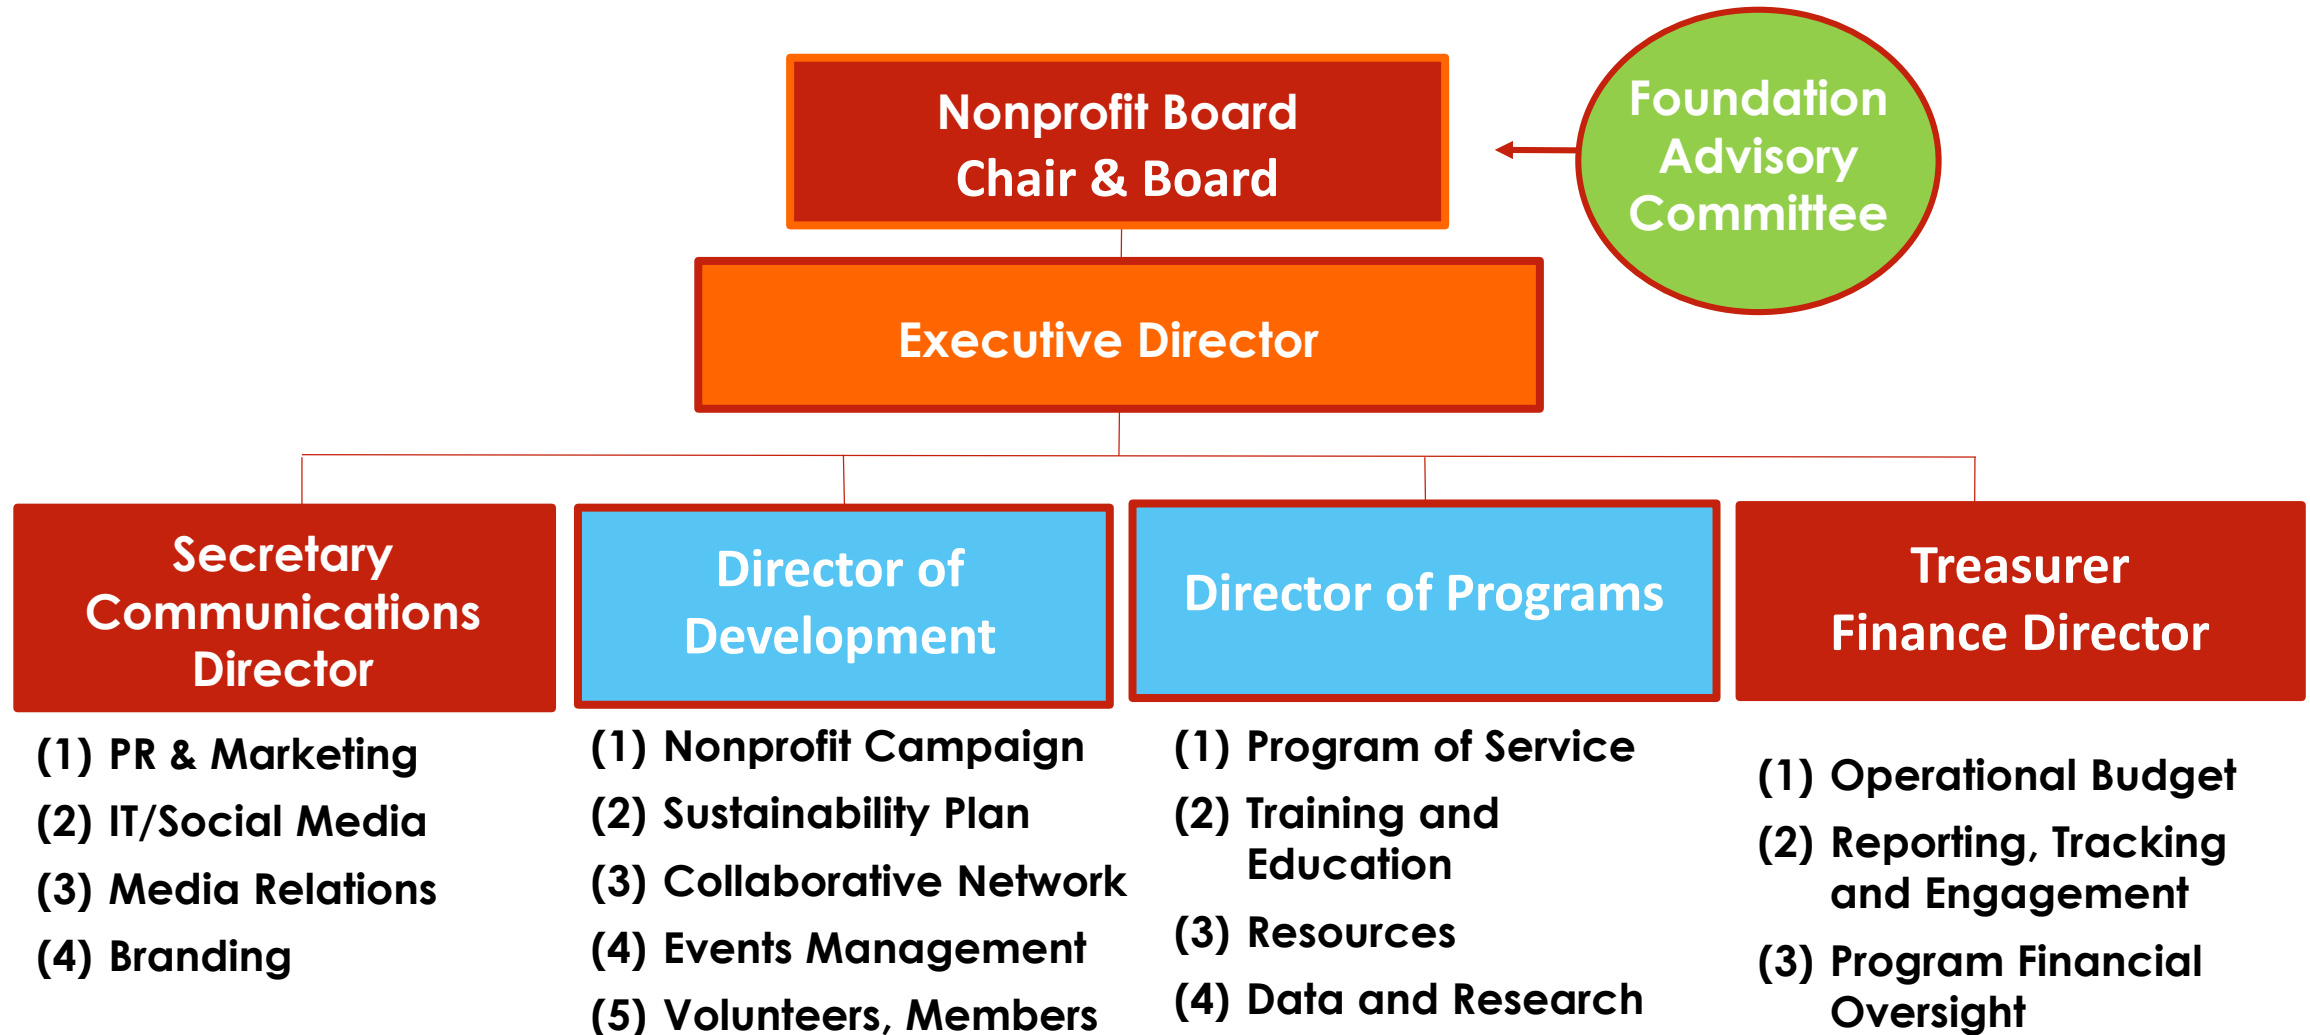 Nonprofit Board
Chair & Board
Foundation
Advisory
Committee
Executive Director
Secretary
Communications
Director
Director of
Development
Director of Programs
Treasurer
Finance Director
(1) PR & Marketing
(2) IT/Social Media
(3) Media Relations
(4) Branding
(1) Nonprofit Campaign
(2) Sustainability Plan
(3) Collaborative Network
(4) Events Management
(5) Volunteers, Members
(1) Program of Service
(2) Training and
Education
(3) Resources
(4) Data and Research
(1) Operational Budget
(2) Reporting, Tracking
and Engagement
(3) Program Financial
Oversight